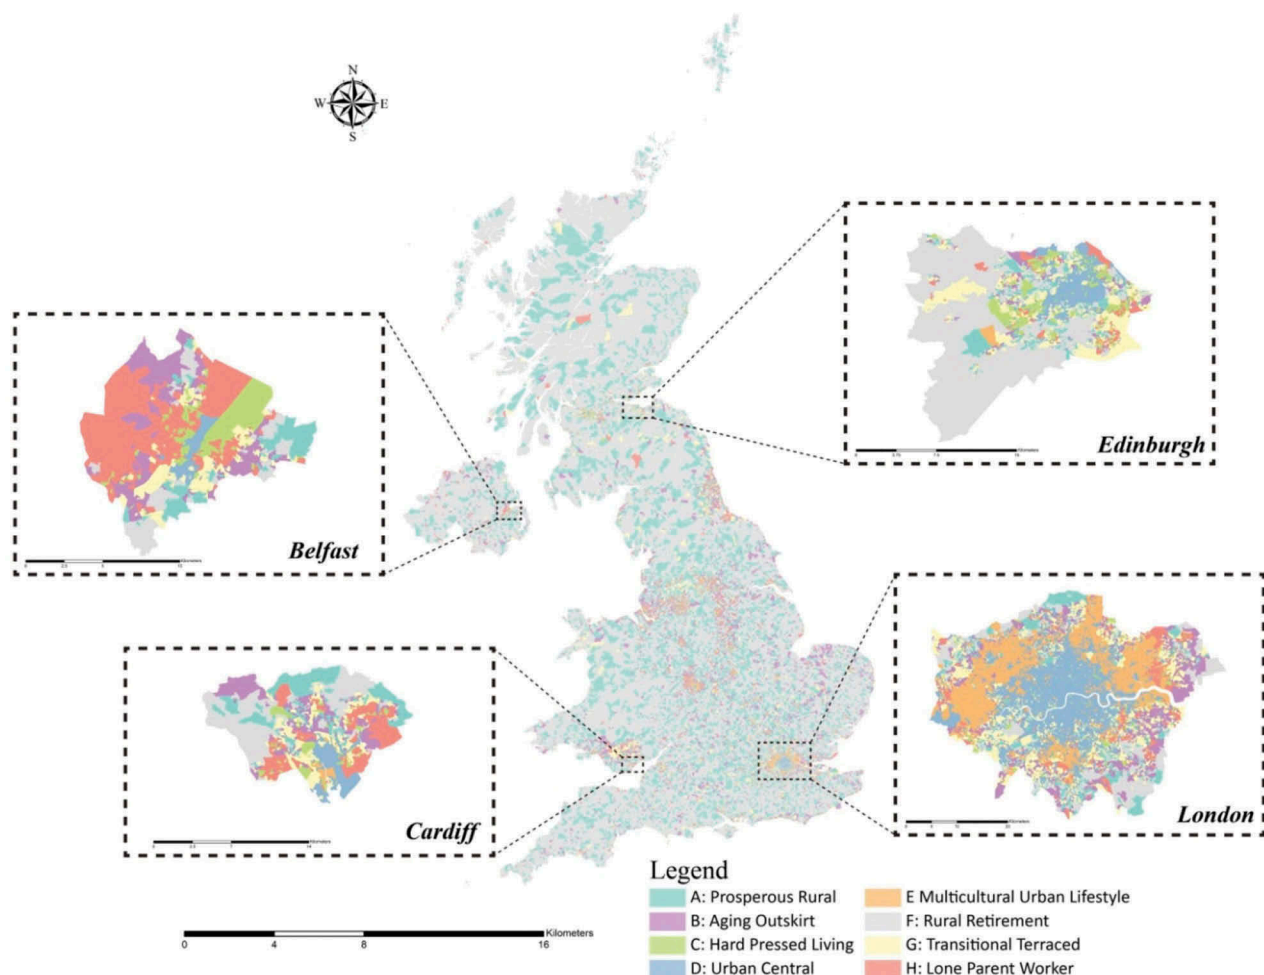 N
W E
S
Edinburgh
Belfast
Cardiff
London
Kilometers
0 4 8 16
Legend
A: Prosperous Rural
B: Aging Outskirt
C: Hard Pressed Living
D: Urban Central
E Multicultural Urban Lifestyle
F: Rural Retirement
G: Transitional Terraced
H: Lone Parent Worker